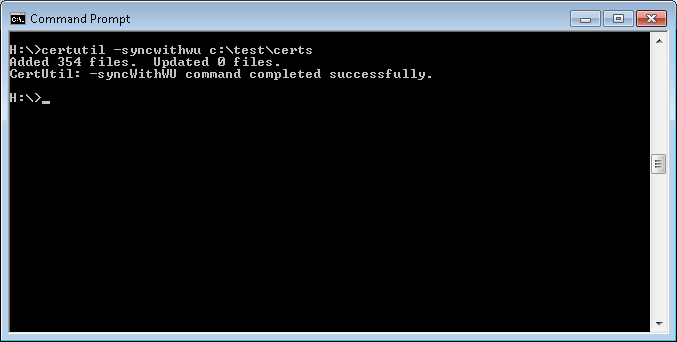 Command Prompt
H:\>certutil -syncwithwu c:\test\certs
Added 354 files.  Updated 0 files.
CertUtil: -syncWithWU command completed successfully.
H:\>_